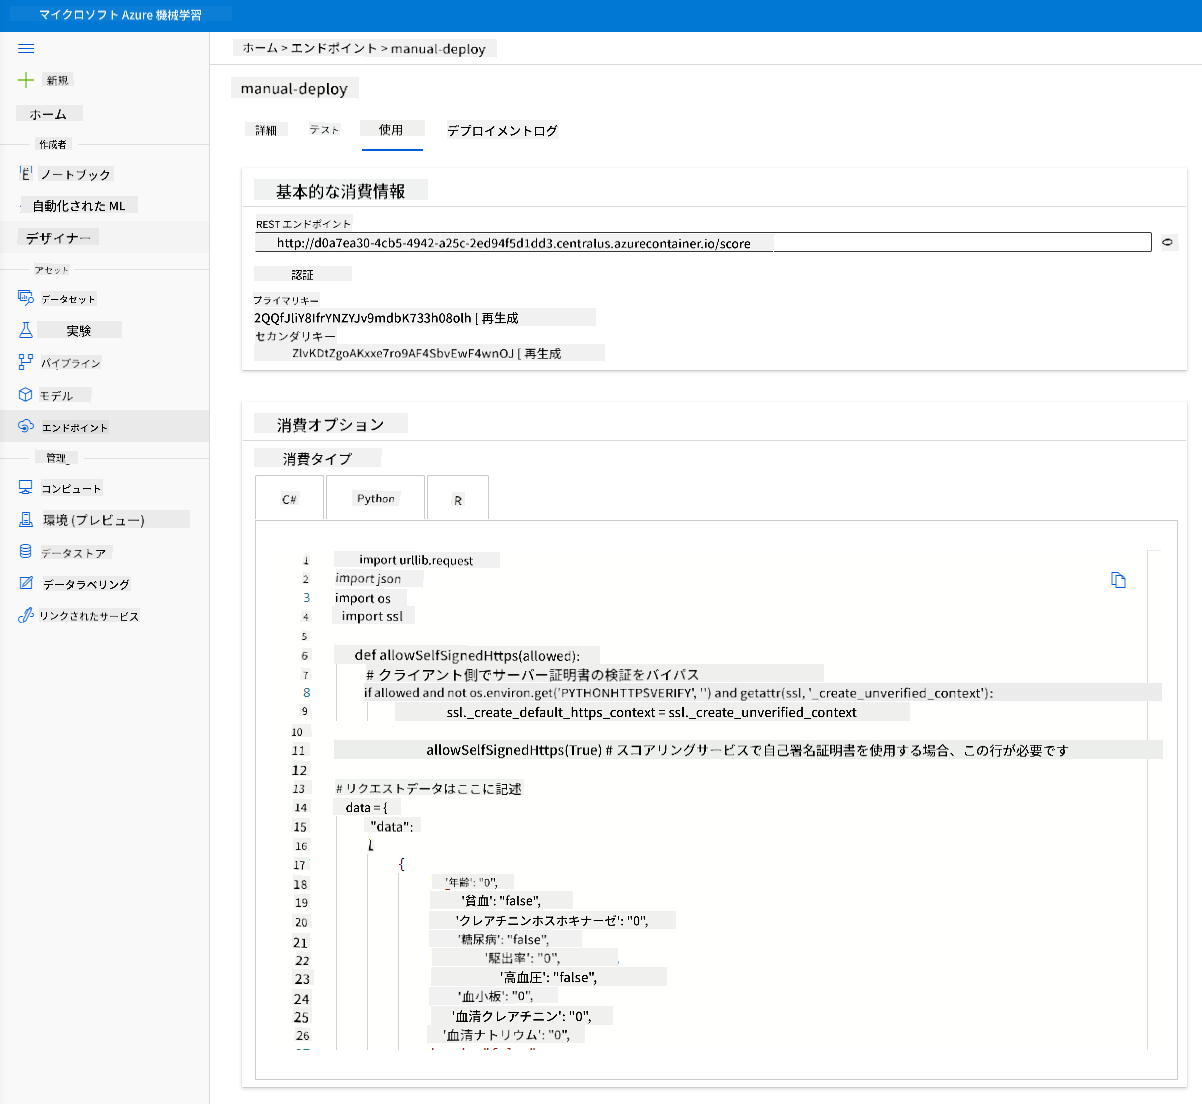 マイクロソフト Azure 機械学習
新規
ホーム
作成者
ノートブック
自動化された ML
デザイナー
アセット
データセット
実験
パイプライン
モデル
エンドポイント
管理
コンピュート
環境 (プレビュー)
データストア
データラベリング
リンクされたサービス
ホーム > エンドポイント > manual-deploy
manual-deploy
詳細 テスト 使用 デプロイメントログ
基本的な消費情報
REST エンドポイント
http://d0a7ea30-4cb5-4942-a25c-2ed94f5d1dd3.centralus.azurecontainer.io/score
認証
プライマリキー
2QQfJliY8IfrYNZYJv9mdbK733h08olh [ 再生成
セカンダリキー
ZlvKDtZgoAKxxe7ro9AF4SbvEwF4wnOJ [ 再生成
消費オプション
消費タイプ
C# Python R
1 import urllib.request
2 import json
3 import os
4 import ssl
5
6 def allowSelfSignedHttps(allowed):
7 # クライアント側でサーバー証明書の検証をバイパス
8 if allowed and not os.environ.get('PYTHONHTTPSVERIFY', '') and getattr(ssl, '_create_unverified_context'):
9 ssl._create_default_https_context = ssl._create_unverified_context
10
11 allowSelfSignedHttps(True) # スコアリングサービスで自己署名証明書を使用する場合、この行が必要です
12
13 # リクエストデータはここに記述
14 data = {
15 "data":
16 [
17 {
18 '年齢': "0",
19 '貧血': "false",
20 'クレアチニンホスホキナーゼ': "0",
21 '糖尿病': "false",
22 '駆出率': "0",
23 '高血圧': "false",
24 '血小板': "0",
25 '血清クレアチニン': "0",
26 '血清ナトリウム': "0",